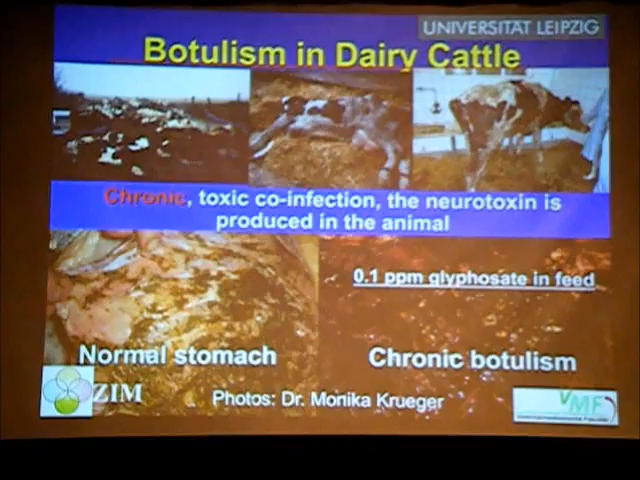 UNIVERSITÄT LEIPZIG
Botulism in Dairy Cattle
Chronic, toxic co-infection, the neurotoxin is
produced in the animal
0.1 ppm glyphosate in feed
Normal stomach
Chronic botulism
ZIM
Photos: Dr. Monika Krueger
VMF